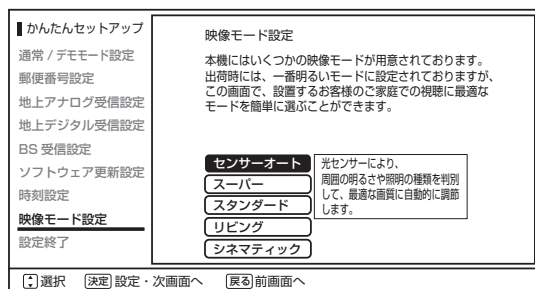 かんたんセットアップ
通常 / デモモード設定
郵便番号設定
地上アナログ受信設定
地上デジタル受信設定
BS 受信設定
ソフトウェア更新設定
時刻設定
映像モード設定
設定終了
映像モード設定
本機にはいくつかの映像モードが用意されております。
出荷時には、一番明るいモードに設定されておりますが、
この画面で、設置するお客様のご家庭での視聴に最適な
モードを簡単に選ぶことができます。
センサーオート
スーパー
スタンダード
リビング
シネマティック
光センサーにより、
周囲の明るさや照明の種類を判別
して、最適な画質に自動的に調節
します。
選択 決定 設定・次画面へ 戻る 前画面へ